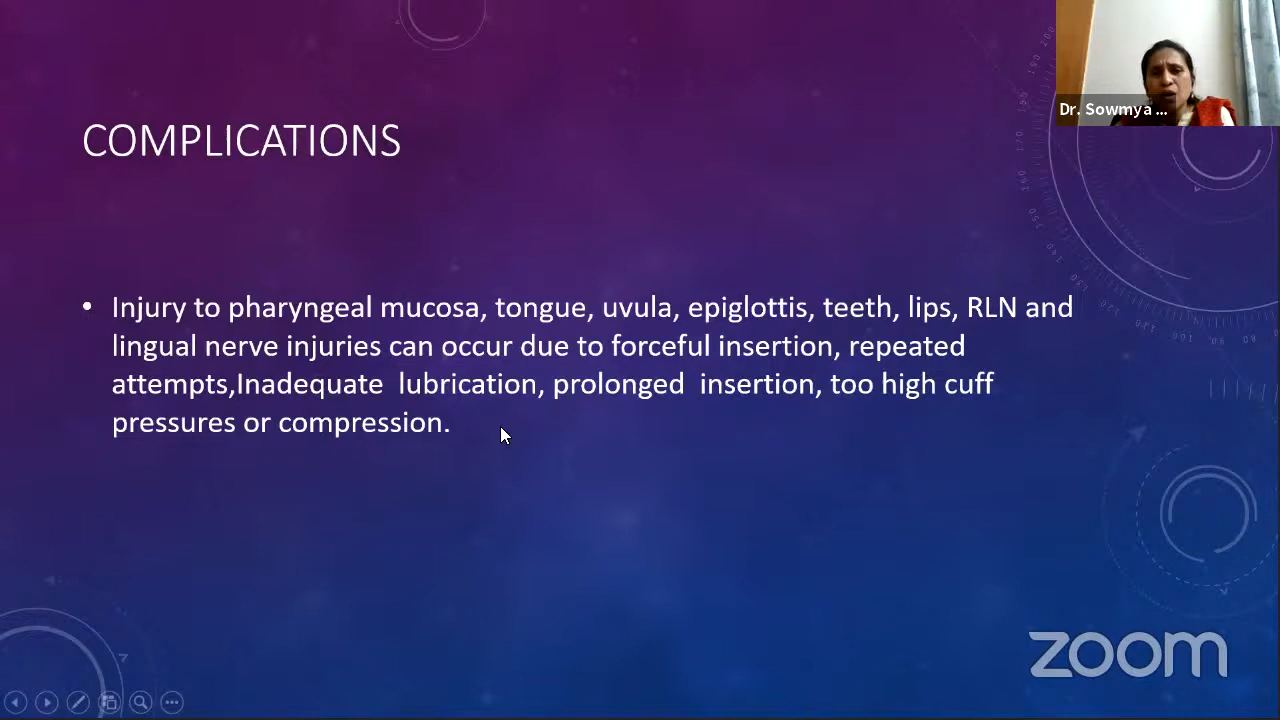 Dr. Sowmya ...
COMPLICATIONS
• Injury to pharyngeal mucosa, tongue, uvula, epiglottis, teeth, lips, RLN and
lingual nerve injuries can occur due to forceful insertion, repeated
attempts,Inadequate  lubrication, prolonged  insertion, too high cuff
pressures or compression.
zoom